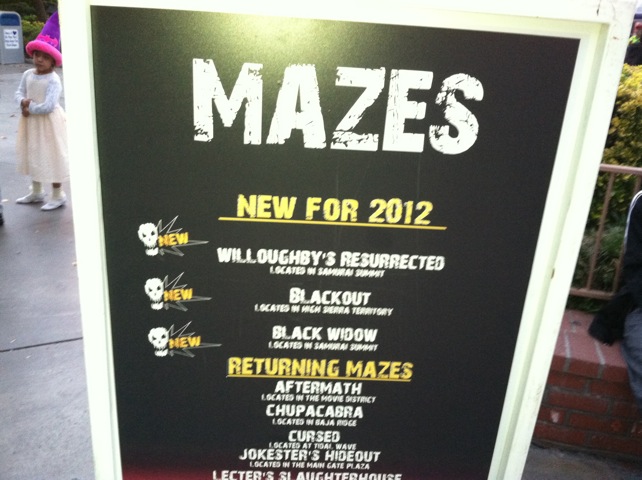 MAZES
NEW FOR 2012
NEW
WILLOUGHBY'S RESURRECTED
LOCATED IN SAMURAI SUMMIT
NEW
BLACKOUT
LOCATED IN HIGH SIERRA TERRITORY
NEW
BLACK WIDOW
LOCATED IN SAMURAI SUMMIT
RETURNING MAZES
AFTERMATH
LOCATED IN THE MOVIE DISTRICT
CHUPACABRA
LOCATED IN BAJA RIDGE
CURSED
LOCATED AT TIDAL WAVE
JOKESTER'S HIDEOUT
LOCATED IN THE MAIN GATE PLAZA
LECTER'S SLAUGHTERHOUSE